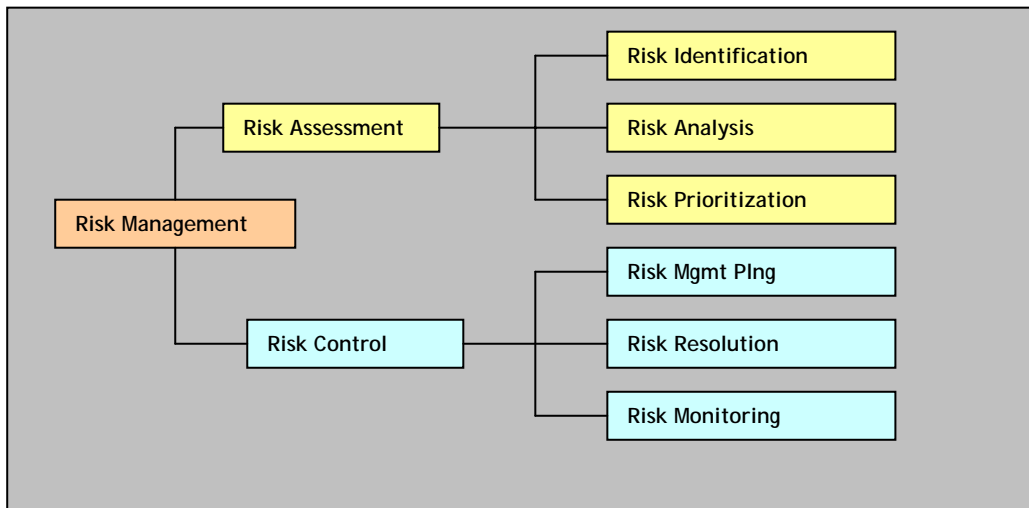 Risk Identification
Risk Assessment
Risk Analysis
Risk Prioritization
Risk Management
Risk Mgmt Plng
Risk Control
Risk Resolution
Risk Monitoring